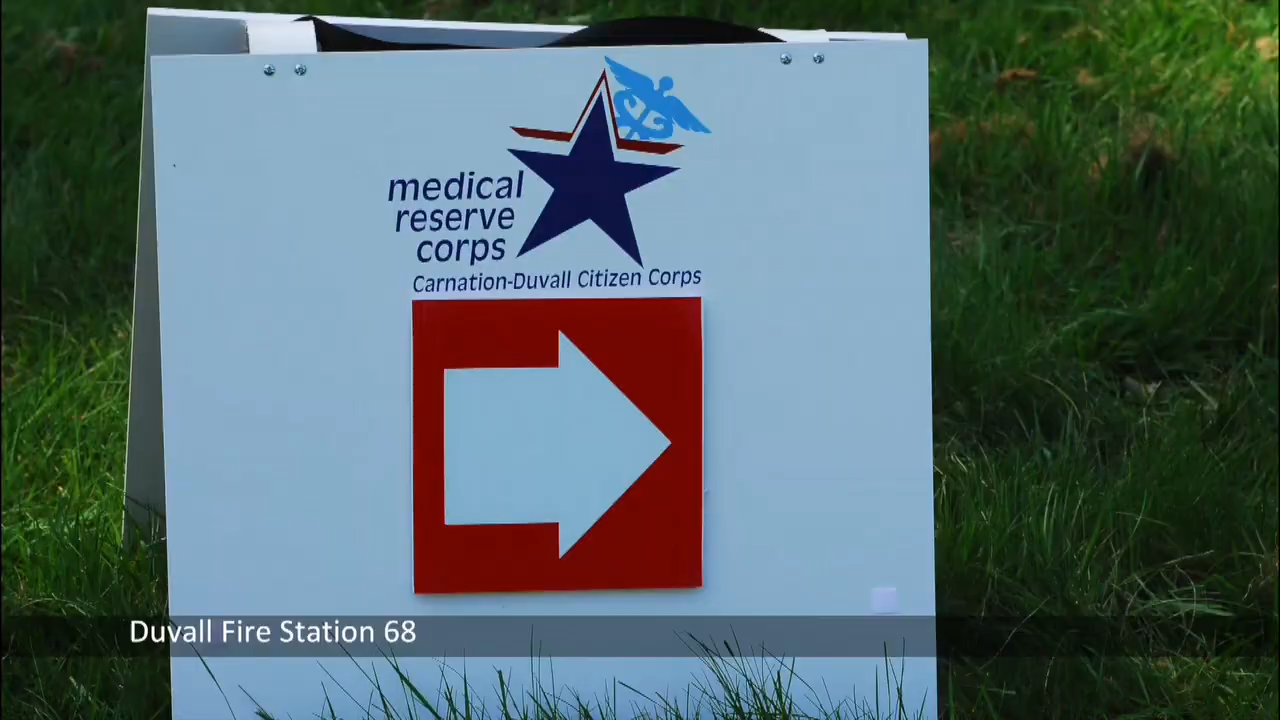 medical
reserve
corps
Carnation-Duvall Citizen Corps
Duvall Fire Station 68